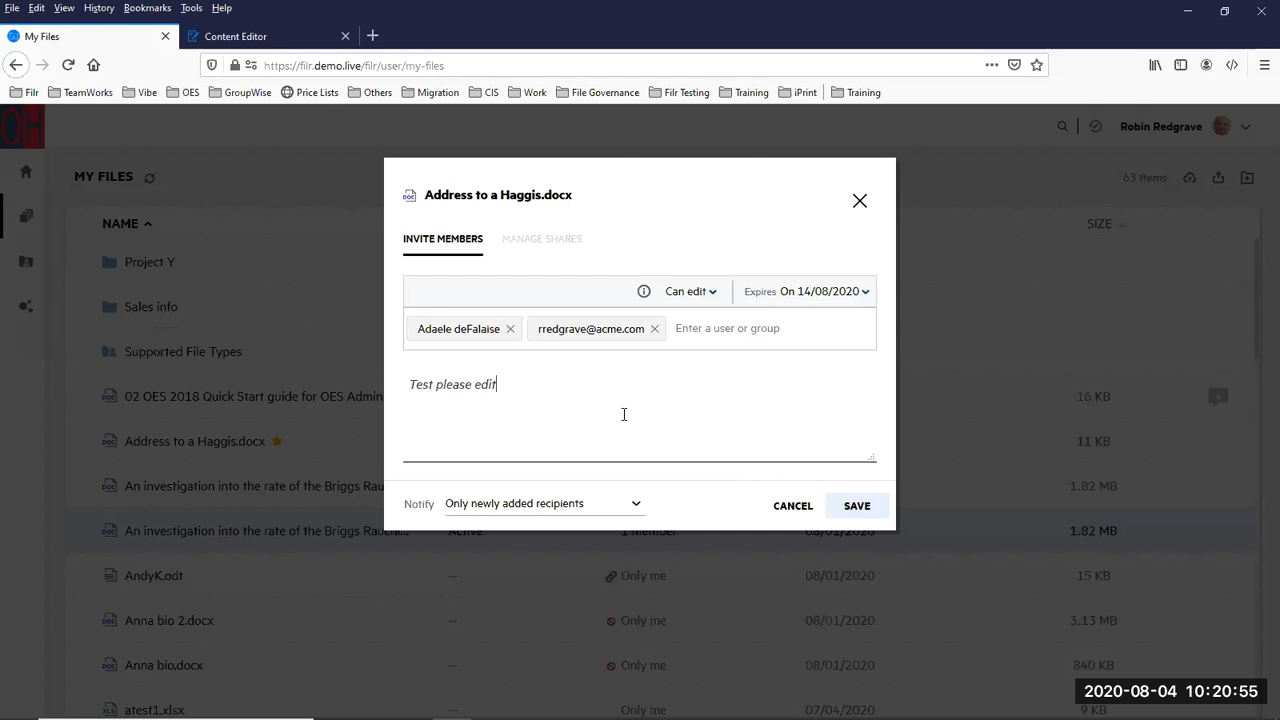 File Edit View History Bookmarks Tools Help
My Files
Content Editor
https://filr.demo.live/filr/user/my-files
Filr TeamWorks Vibe OES GroupWise Price Lists Others Migration CIS Work File Governance Filr Testing Training iPrint Training
OH
Robin Redgrave
MY FILES
63 Items
NAME
SIZE
Project Y
Sales info
Supported File Types
02 OES 2018 Quick Start guide for OES Admin
16 KB
Address to a Haggis.docx
11 KB
An investigation into the rate of the Briggs Rau
1.82 MB
An investigation into the rate of the Briggs Rauchi... Active 1 member 08/01/2020 1.82 MB
AndyK.odt -- Only me 08/01/2020 15 KB
Anna bio 2.docx -- Only me 08/01/2020 3.13 MB
Anna bio.docx -- Only me 08/01/2020 840 KB
atest1.xlsx -- Only me 07/04/2020 9 KB
DOC Address to a Haggis.docx
INVITE MEMBERS MANAGE SHARES
Can edit Expires On 14/08/2020
Adaele deFalaise rredgrave@acme.com Enter a user or group
Test please edit
Notify Only newly added recipients
CANCEL SAVE
2020-08-04 10:20:55